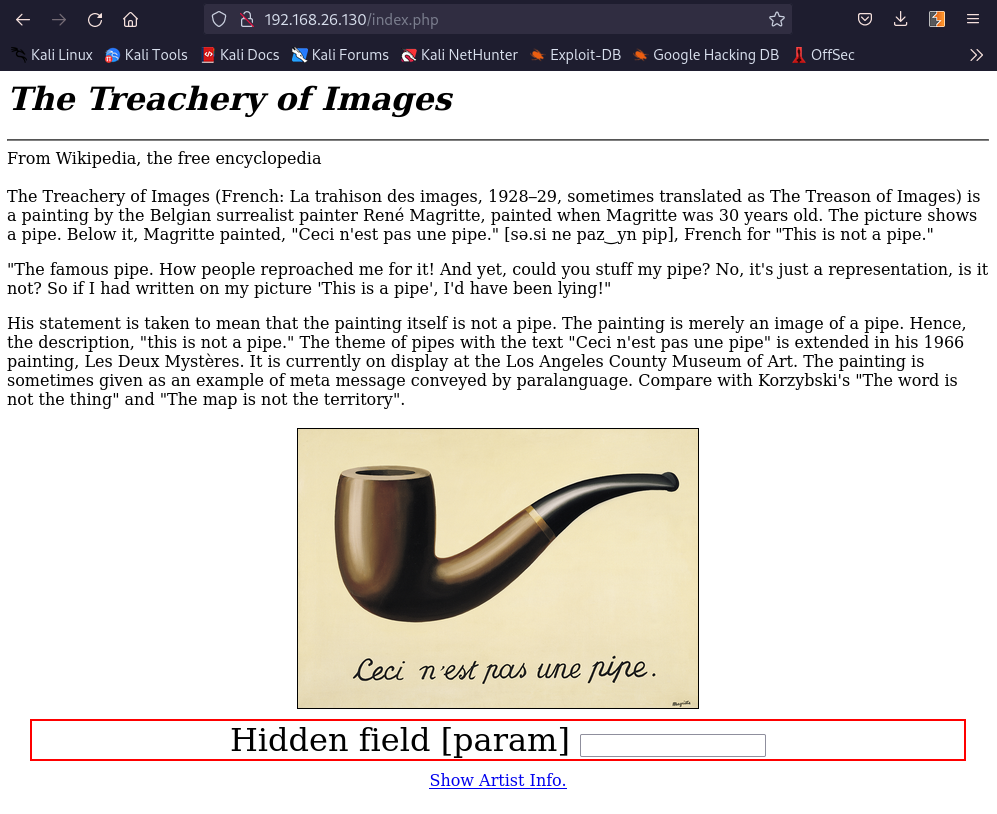 192.168.26.130/index.php
Kali Linux Kali Tools Kali Docs Kali Forums Kali NetHunter Exploit-DB Google Hacking DB OffSec
The Treachery of Images
From Wikipedia, the free encyclopedia
The Treachery of Images (French: La trahison des images, 1928–29, sometimes translated as The Treason of Images) is
a painting by the Belgian surrealist painter René Magritte, painted when Magritte was 30 years old. The picture shows
a pipe. Below it, Magritte painted, "Ceci n'est pas une pipe." [sə.si ne paz‿yn pip], French for "This is not a pipe."
"The famous pipe. How people reproached me for it! And yet, could you stuff my pipe? No, it's just a representation, is it
not? So if I had written on my picture 'This is a pipe', I'd have been lying!"
His statement is taken to mean that the painting itself is not a pipe. The painting is merely an image of a pipe. Hence,
the description, "this is not a pipe." The theme of pipes with the text "Ceci n'est pas une pipe" is extended in his 1966
painting, Les Deux Mystères. It is currently on display at the Los Angeles County Museum of Art. The painting is
sometimes given as an example of meta message conveyed by paralanguage. Compare with Korzybski's "The word is
not the thing" and "The map is not the territory".
Ceci n'est pas une pipe.
Magritte
Hidden field [param]
Show Artist Info.